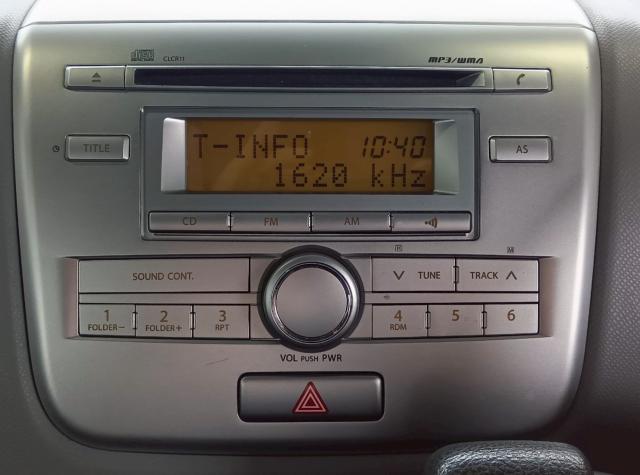 CLCR11 MP3/WMA
TITLE
T-INFO 10:40
1620 kHz
AS
CD FM AM
SOUND CONT.
TUNE TRACK
R M
1 2 3 4 5 6
FOLDER− FOLDER+ RPT RDM
VOL PUSH PWR